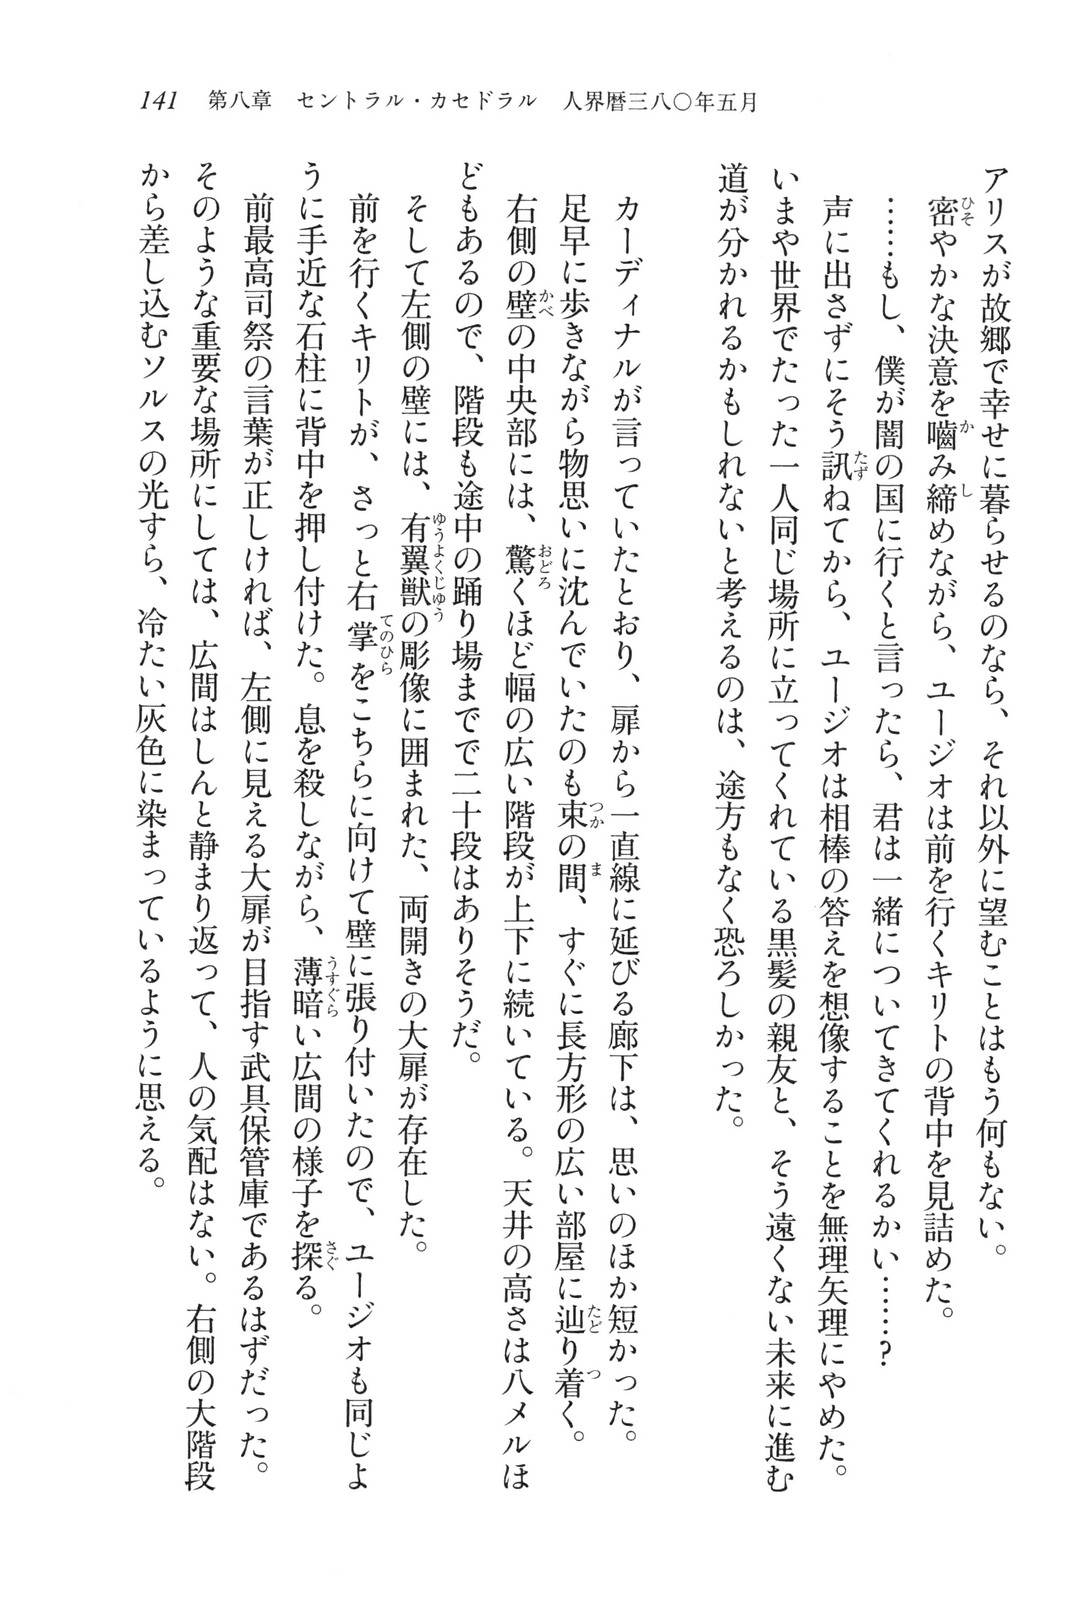 141　第八章　セントラル・カセドラル　人界暦三八〇年五月
アリスが故郷で幸せに暮らせるのなら、それ以外に望むことはもう何もない。
密やかな決意を嚙み締めながら、ユージオは前を行くキリトの背中を見詰めた。
……もし、僕が闇の国に行くと言ったら、君は一緒についてきてくれるかい……？
声に出さずにそう訊ねてから、ユージオは相棒の答えを想像することを無理矢理にやめた。
いまや世界でたった一人同じ場所に立ってくれている黒髪の親友と、そう遠くない未来に進む
道が分かれるかもしれないと考えるのは、途方もなく恐ろしかった。
カーディナルが言っていたとおり、扉から一直線に延びる廊下は、思いのほか短かった。
足早に歩きながら物思いに沈んでいたのも束の間、すぐに長方形の広い部屋に辿り着く。
右側の壁の中央部には、驚くほど幅の広い階段が上下に続いている。天井の高さは八メルほ
どもあるので、階段も途中の踊り場までで二十段はありそうだ。
そして左側の壁には、有翼獣の彫像に囲まれた、両開きの大扉が存在した。
前を行くキリトが、さっと右掌をこちらに向けて壁に張り付いたので、ユージオも同じよ
うに手近な石柱に背中を押し付けた。息を殺しながら、薄暗い広間の様子を探る。
前最高司祭の言葉が正しければ、左側に見える大扉が目指す武具保管庫であるはずだった。
そのような重要な場所にしては、広間はしんと静まり返って、人の気配はない。右側の大階段
から差し込むソルスの光すら、冷たい灰色に染まっているように思える。